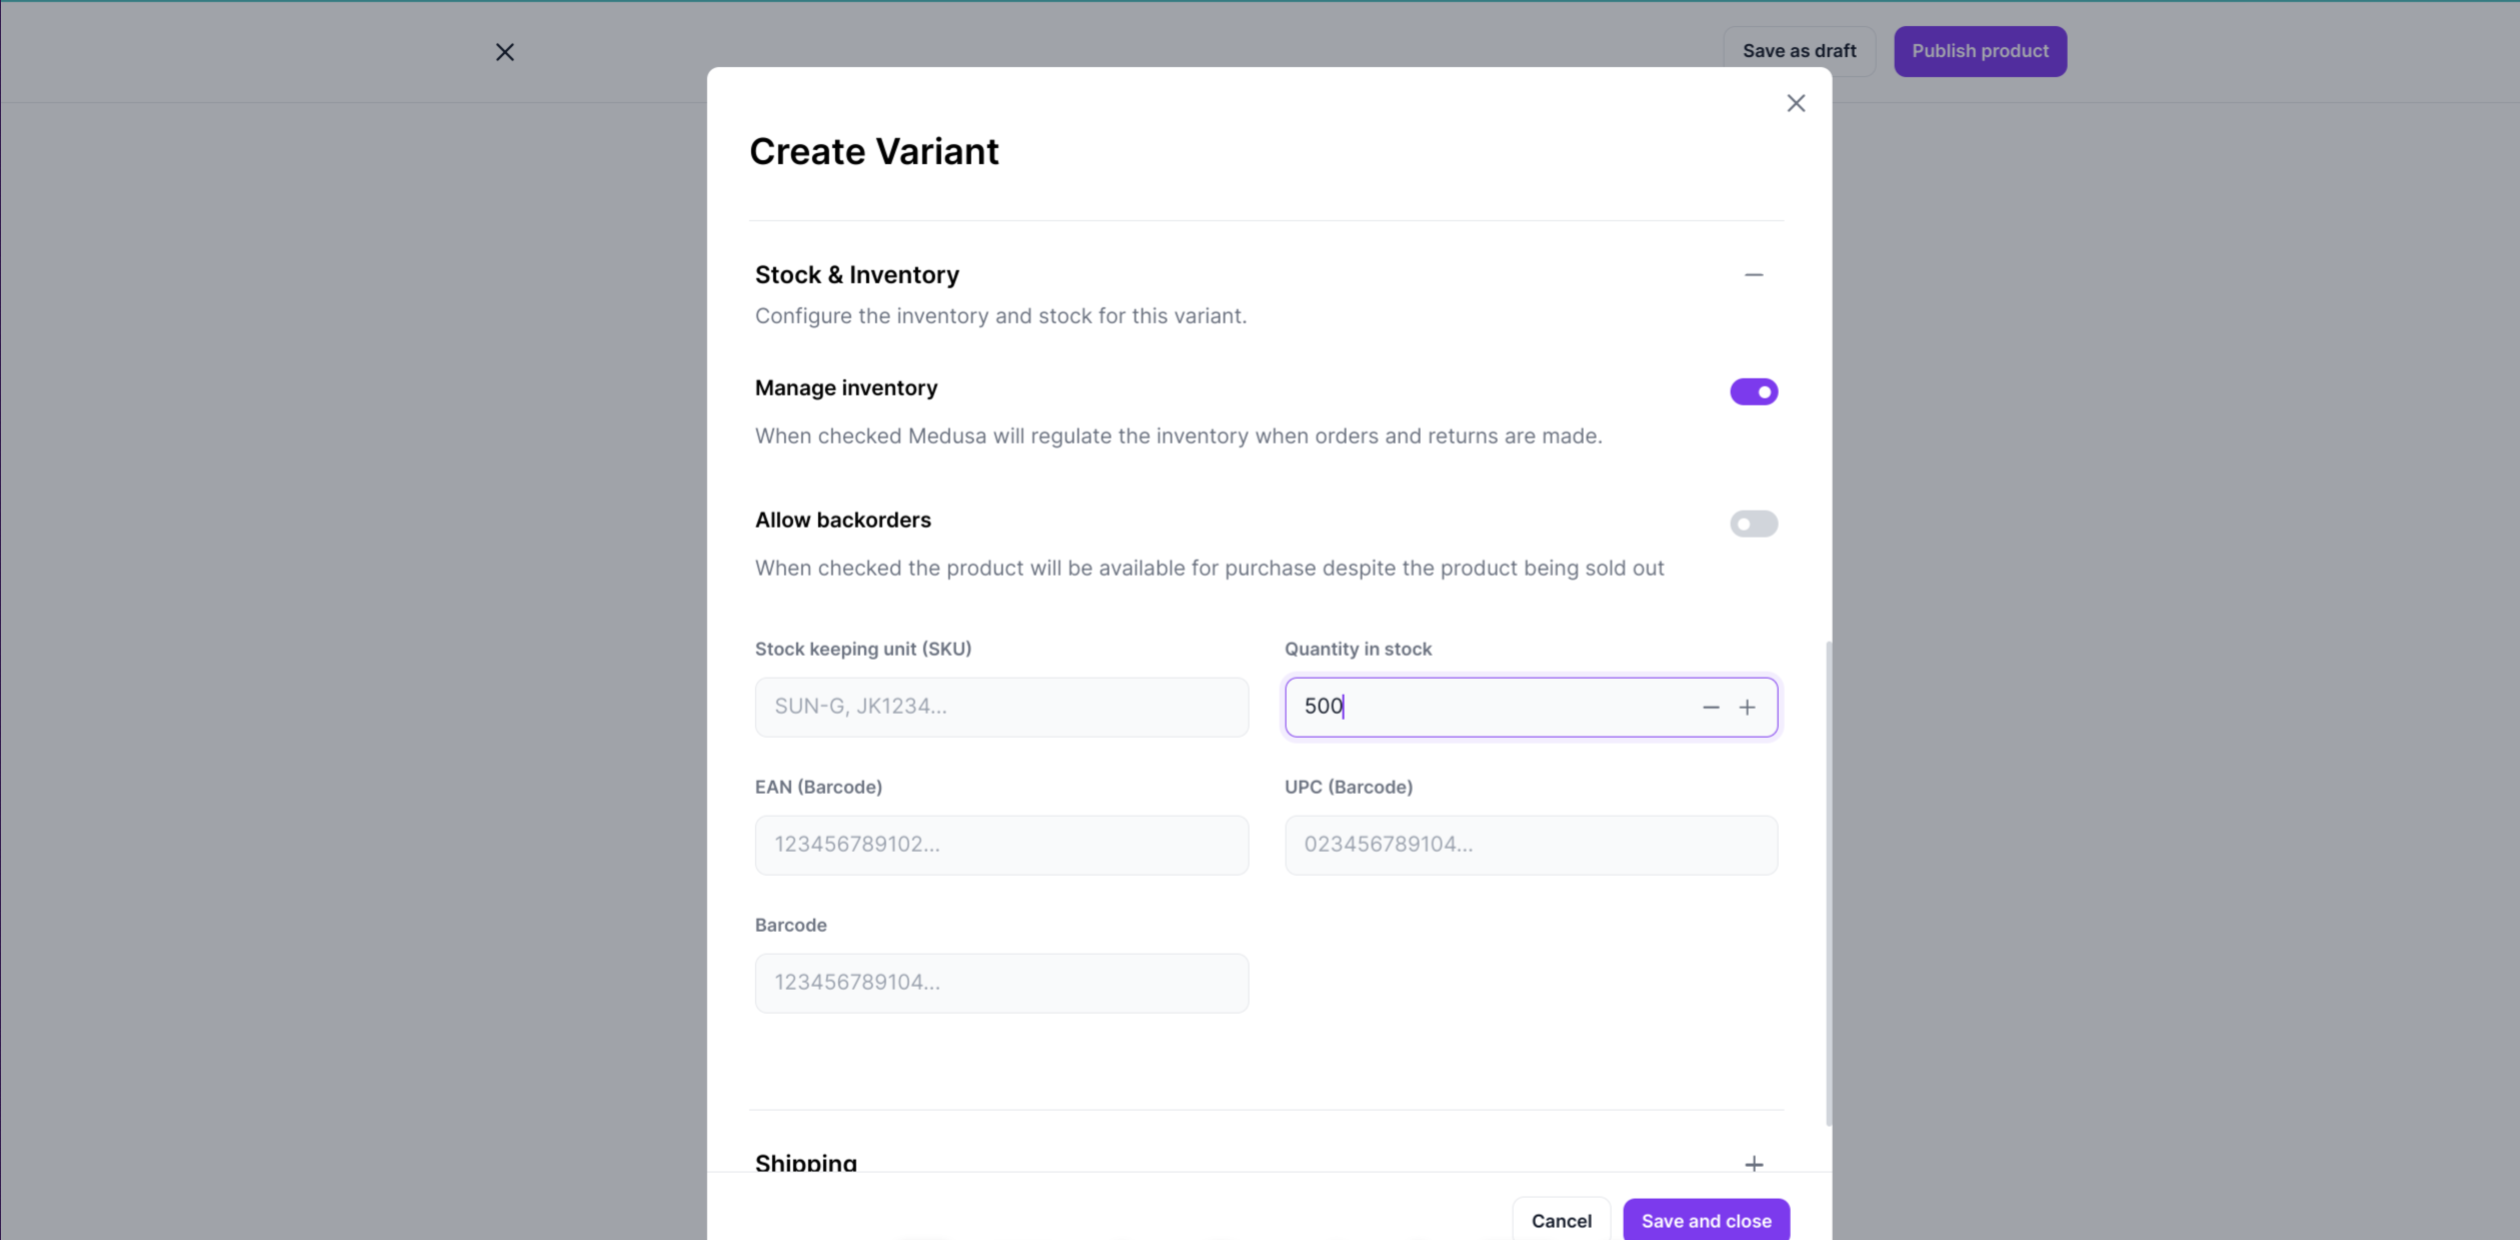 Save as draft
Publish product
Create Variant
Stock & Inventory
Configure the inventory and stock for this variant.
Manage inventory
When checked Medusa will regulate the inventory when orders and returns are made.
Allow backorders
When checked the product will be available for purchase despite the product being sold out
Stock keeping unit (SKU)
Quantity in stock
SUN-G, JK1234...
500
EAN (Barcode)
UPC (Barcode)
123456789102...
023456789104...
Barcode
123456789104...
Shipping
Cancel
Save and close